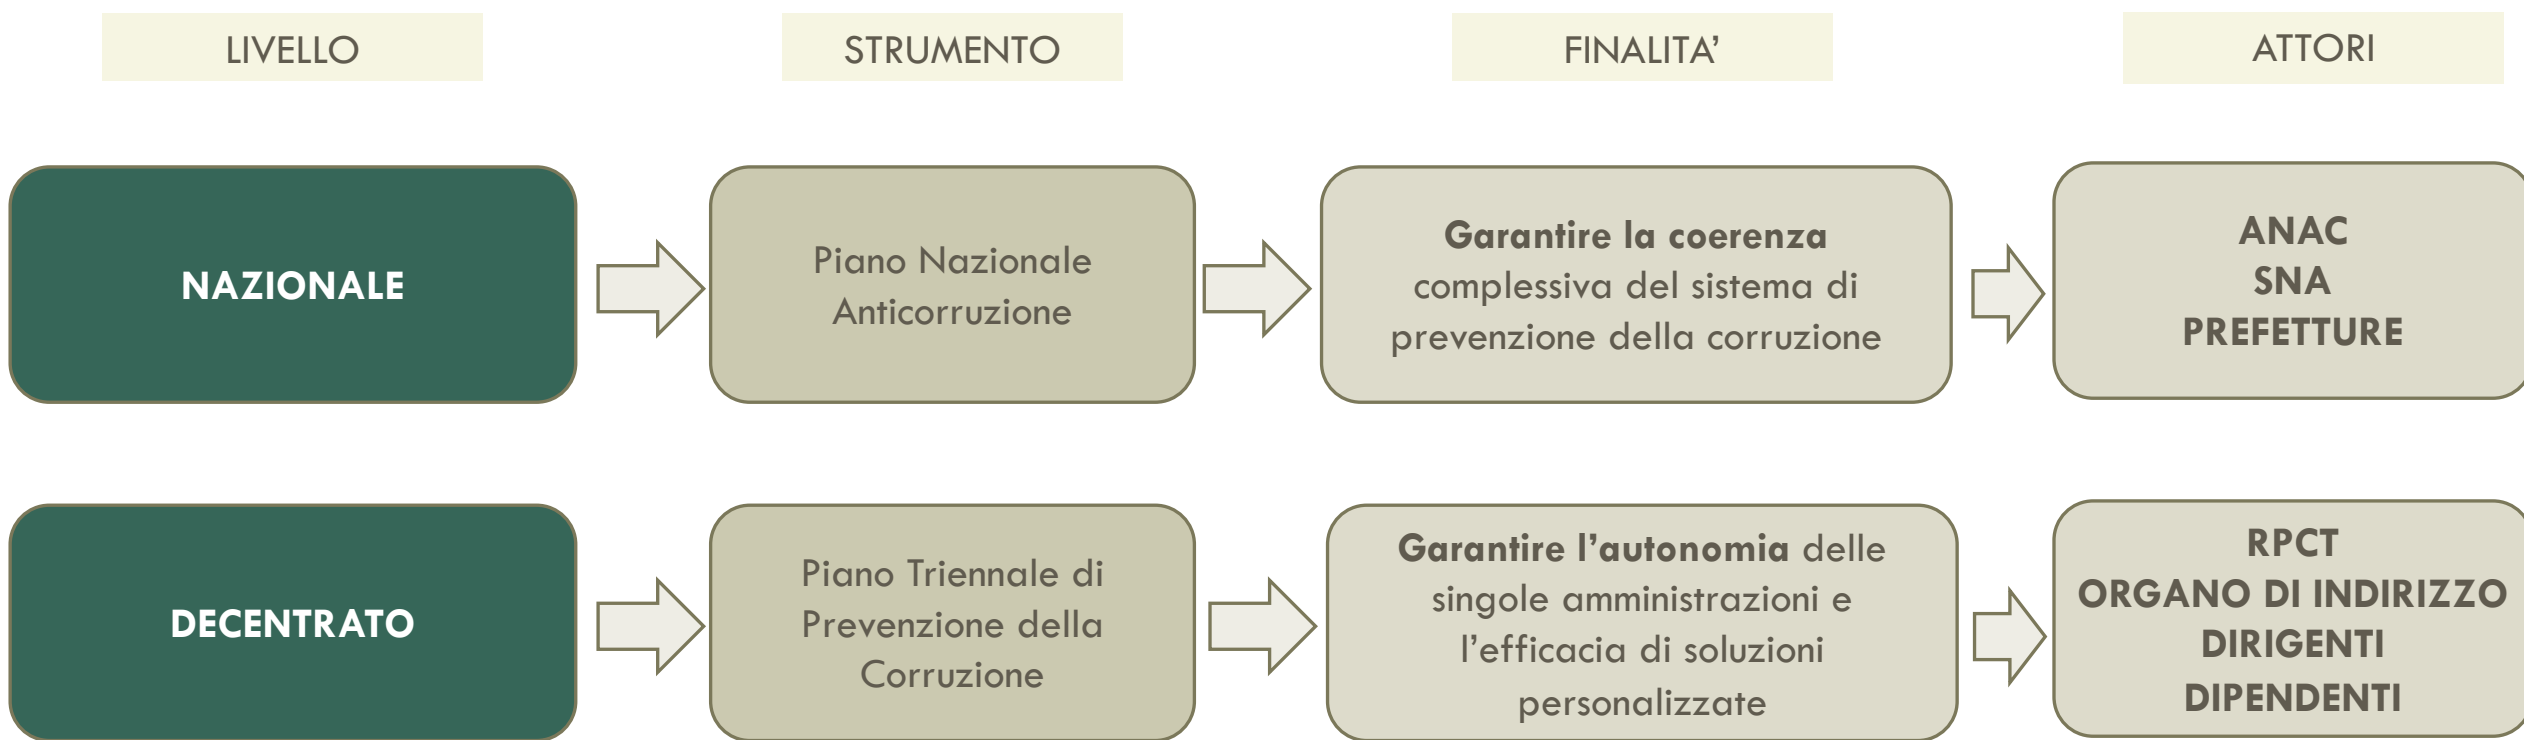 LIVELLO
STRUMENTO
FINALITA’
ATTORI
NAZIONALE
Piano Nazionale
Anticorruzione
Garantire la coerenza
complessiva del sistema di
prevenzione della corruzione
ANAC
SNA
PREFETTURE
DECENTRATO
Piano Triennale di
Prevenzione della
Corruzione
Garantire l’autonomia delle
singole amministrazioni e
l’efficacia di soluzioni
personalizzate
RPCT
ORGANO DI INDIRIZZO
DIRIGENTI
DIPENDENTI